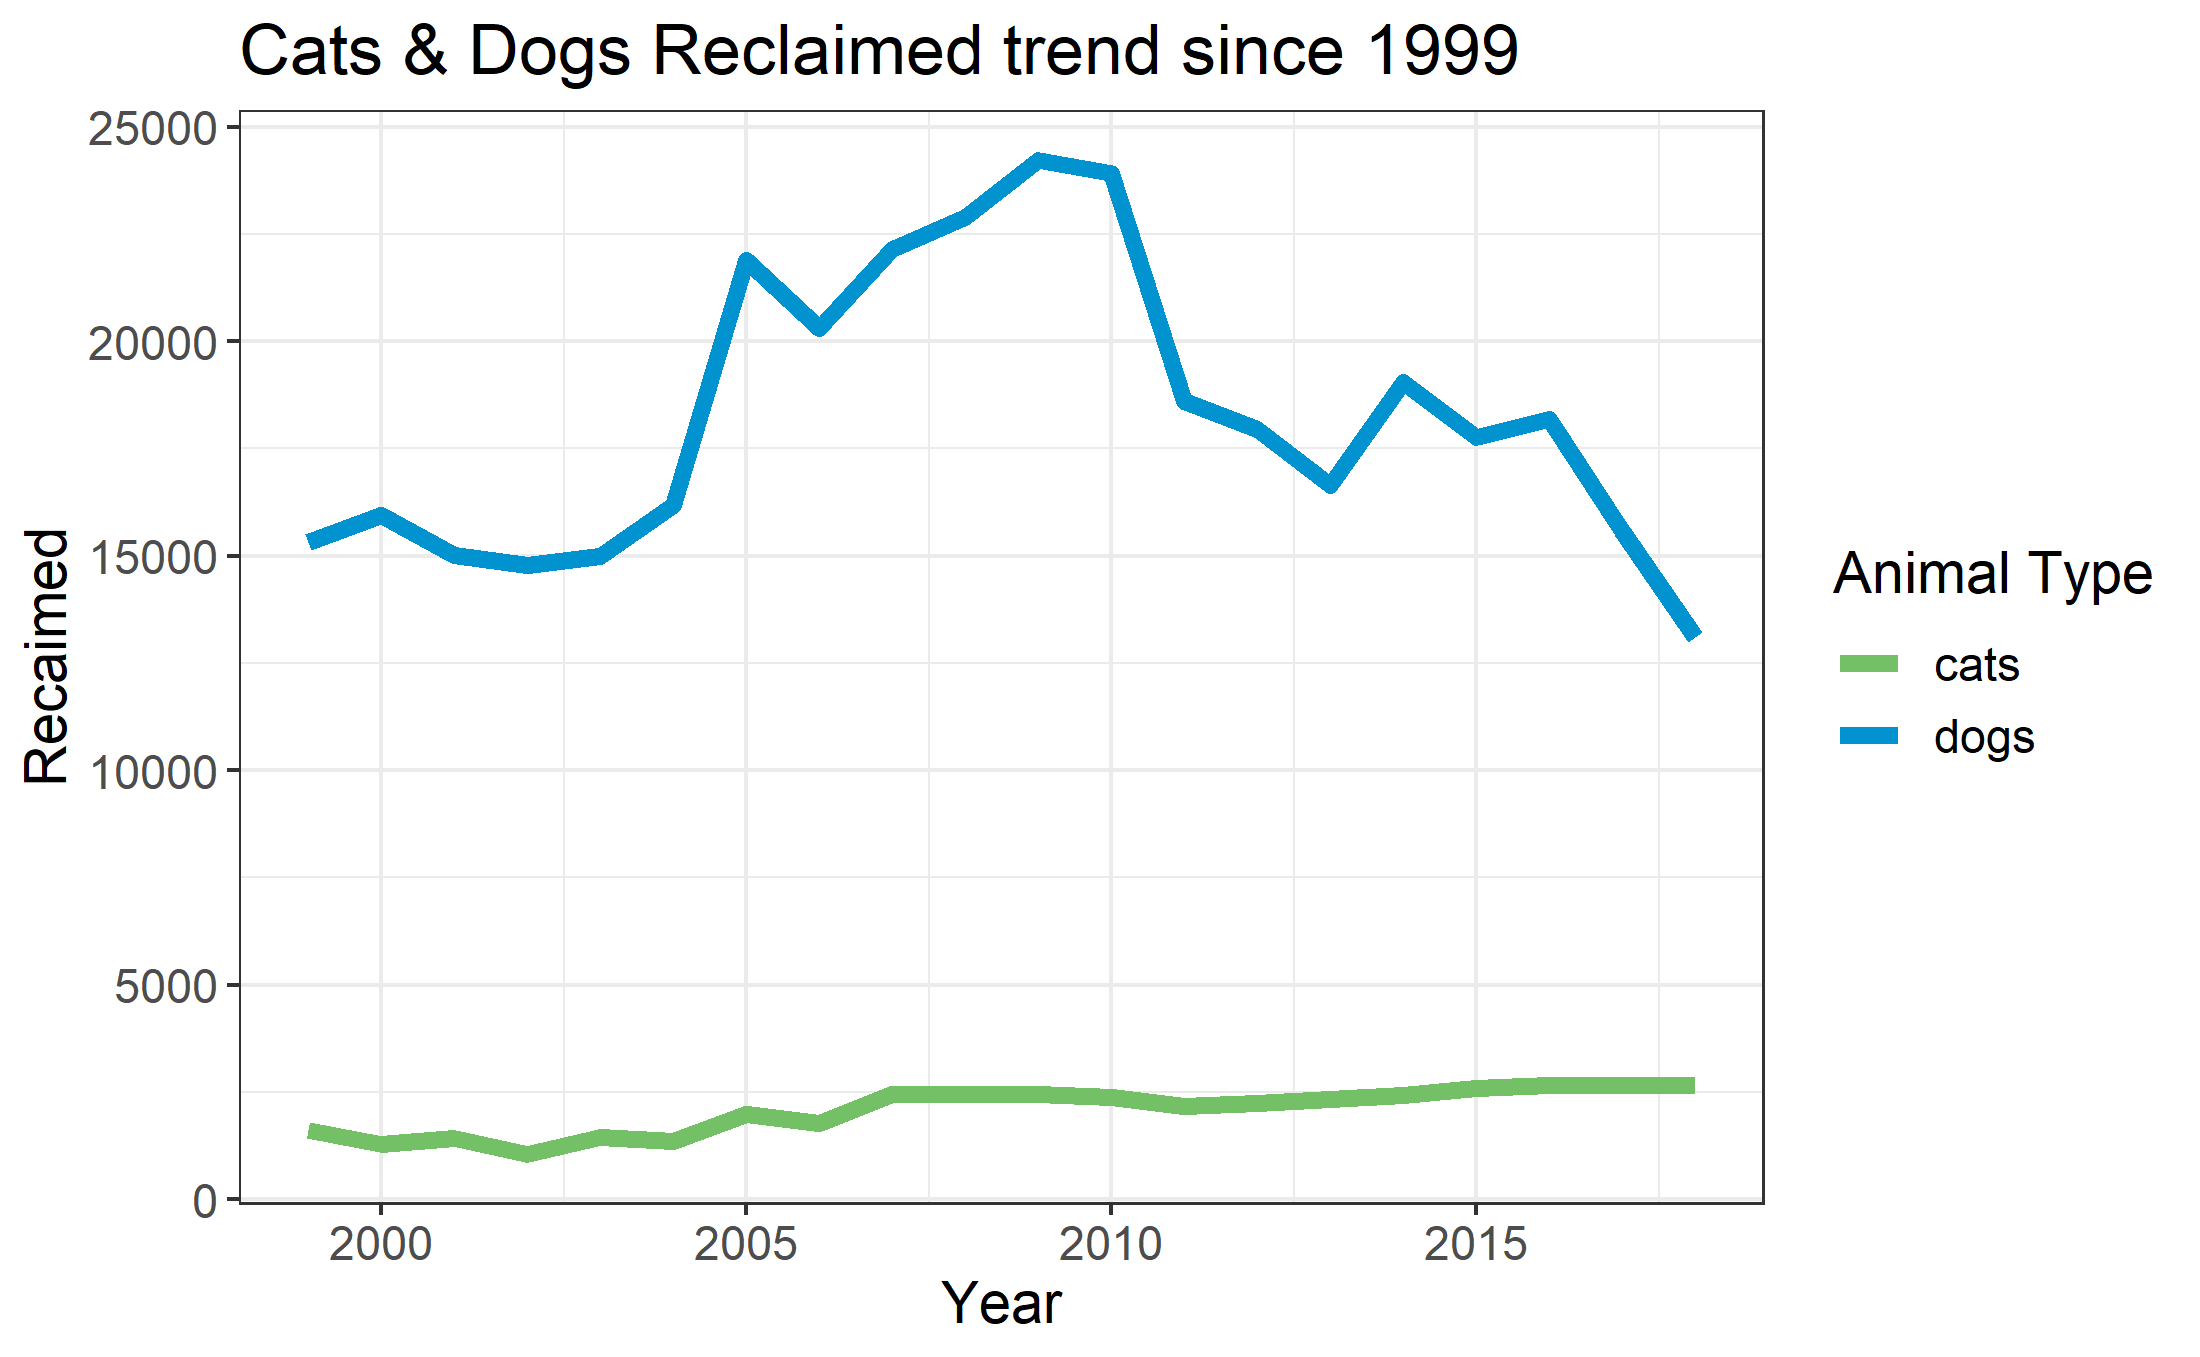 Cats & Dogs Reclaimed trend since 1999
25000
20000
15000
10000
5000
0
Recaimed
2000 2005 2010 2015
Year
Animal Type
cats
dogs